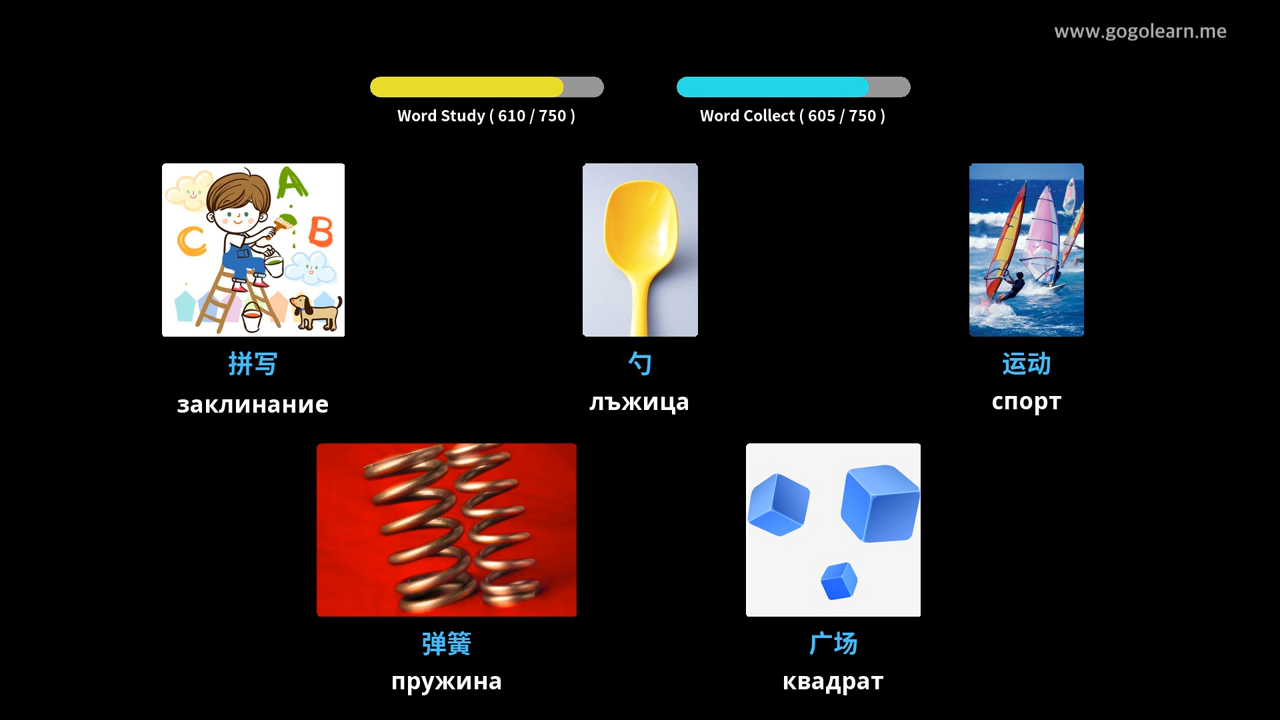 www.gogolearn.me
Word Study ( 610 / 750 )
Word Collect ( 605 / 750 )
A
B
C
拼写
勺
运动
заклинание
лъжица
спорт
弹簧
广场
пружина
квадрат